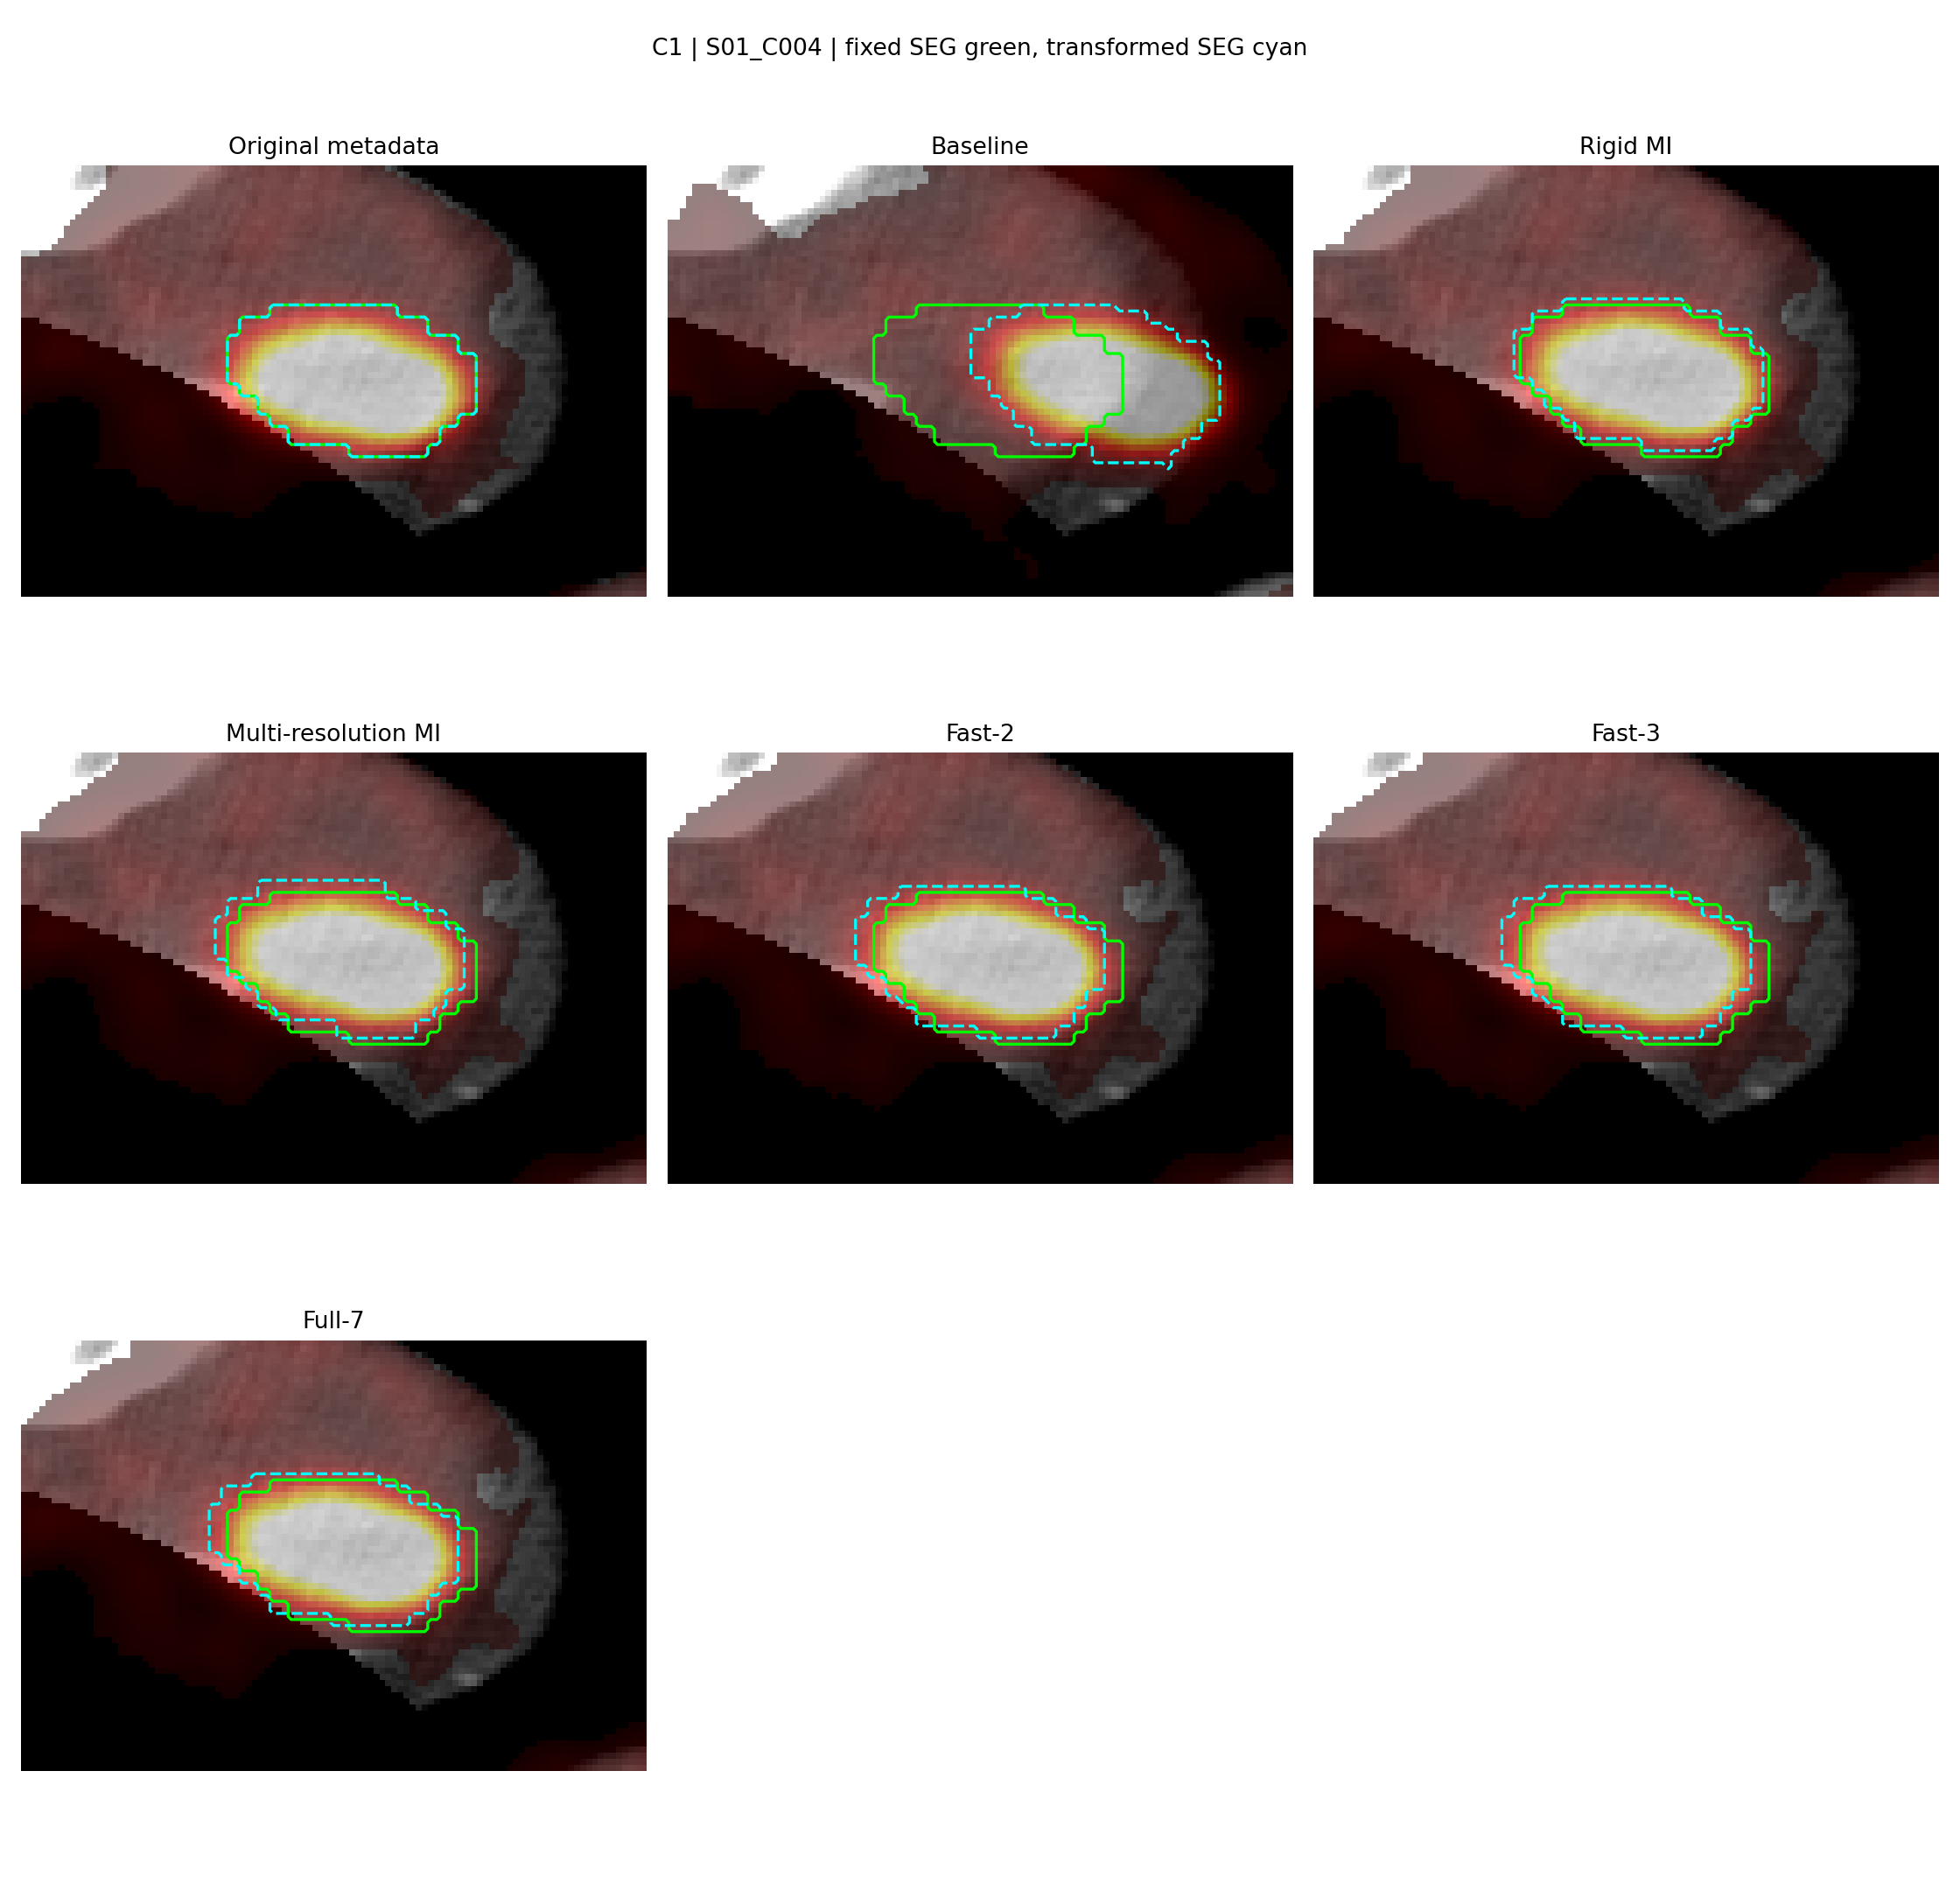 C1 | S01_C004 | fixed SEG green, transformed SEG cyan
Original metadata
Baseline
Rigid MI
Multi-resolution MI
Fast-2
Fast-3
Full-7